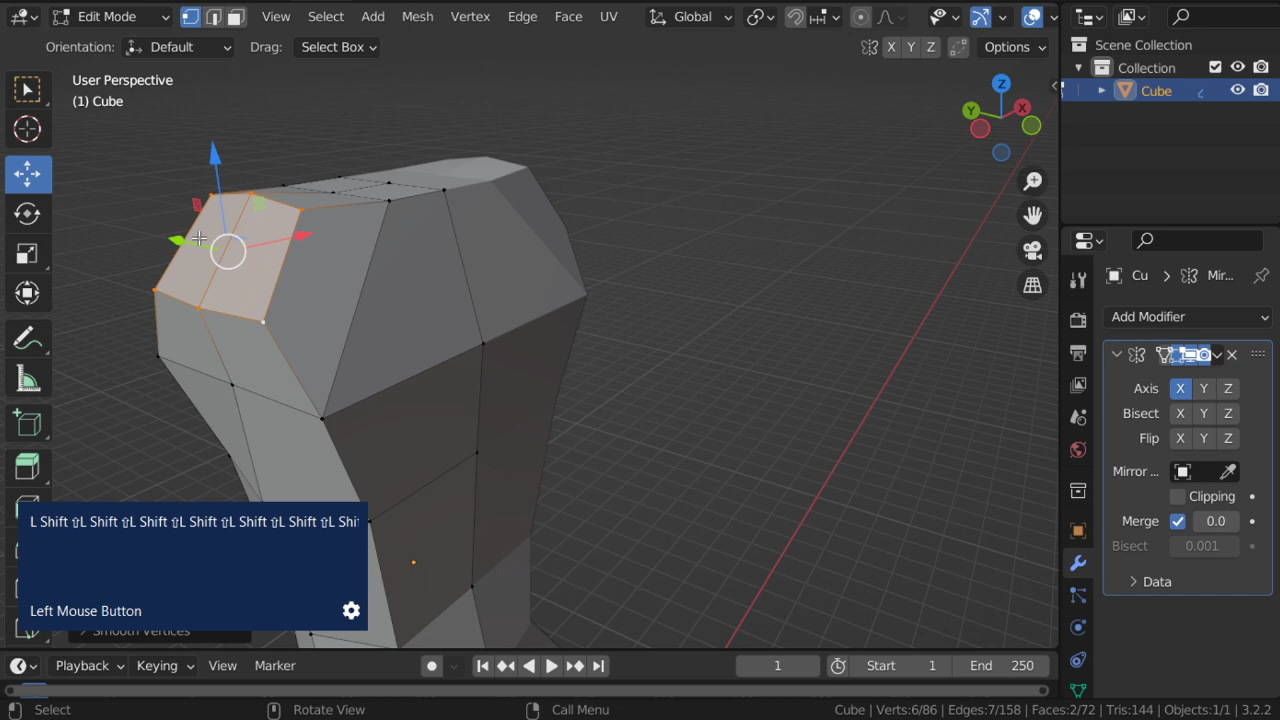 Edit Mode View Select Add Mesh Vertex Edge Face UV Global
Orientation: Default Drag: Select Box X Y Z Options
Scene Collection
Collection
Cube
User Perspective
(1) Cube
Z
Y
X
Cu > Mir...
Add Modifier
Axis X Y Z
Bisect X Y Z
Flip X Y Z
Mirror ...
Clipping
Merge 0.0
Bisect 0.001
Data
L Shift ⇧L Shift ⇧L Shift ⇧L Shift ⇧L Shift ⇧L Shift ⇧L Shi
Left Mouse Button
Smooth Vertices
Playback Keying View Marker 1 Start 1 End 250
Select Rotate View Call Menu Cube | Verts:6/86 | Edges:7/158 | Faces:2/72 | Tris:144 | Objects:1/1 | 3.2.2